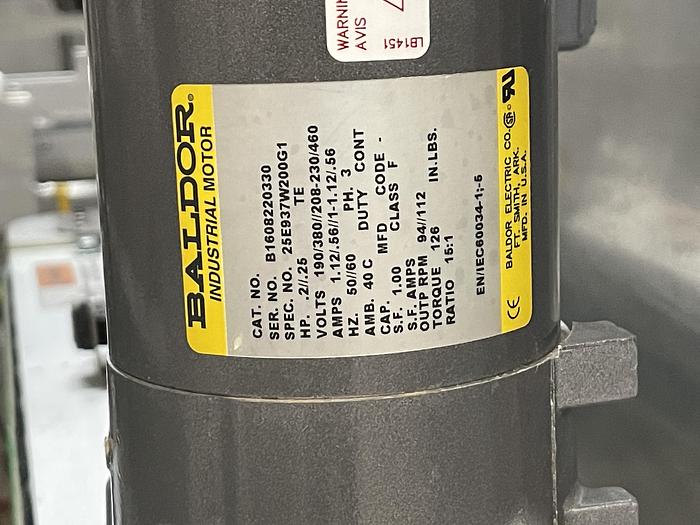 WARNIN
AVIS
LB1451
BALDOR®
INDUSTRIAL MOTOR
CAT. NO.
SER. NO. B1608220330
SPEC. NO. 25E937W200G1
HP. .2//.25 TE
VOLTS 190/380//208-230/460
AMPS 1.12/.56//1-1.12/.56
HZ. 50//60 PH. 3
AMB. 40 C DUTY CONT
CAP. MFD CODE -
S.F. 1.00 CLASS F
S.F. AMPS
OUTP RPM 94//112
TORQUE 126 IN.LBS.
RATIO 15:1
EN/IEC60034-1;-5
BALDOR ELECTRIC CO.
FT. SMITH, ARK.
MFD. IN U.S.A.